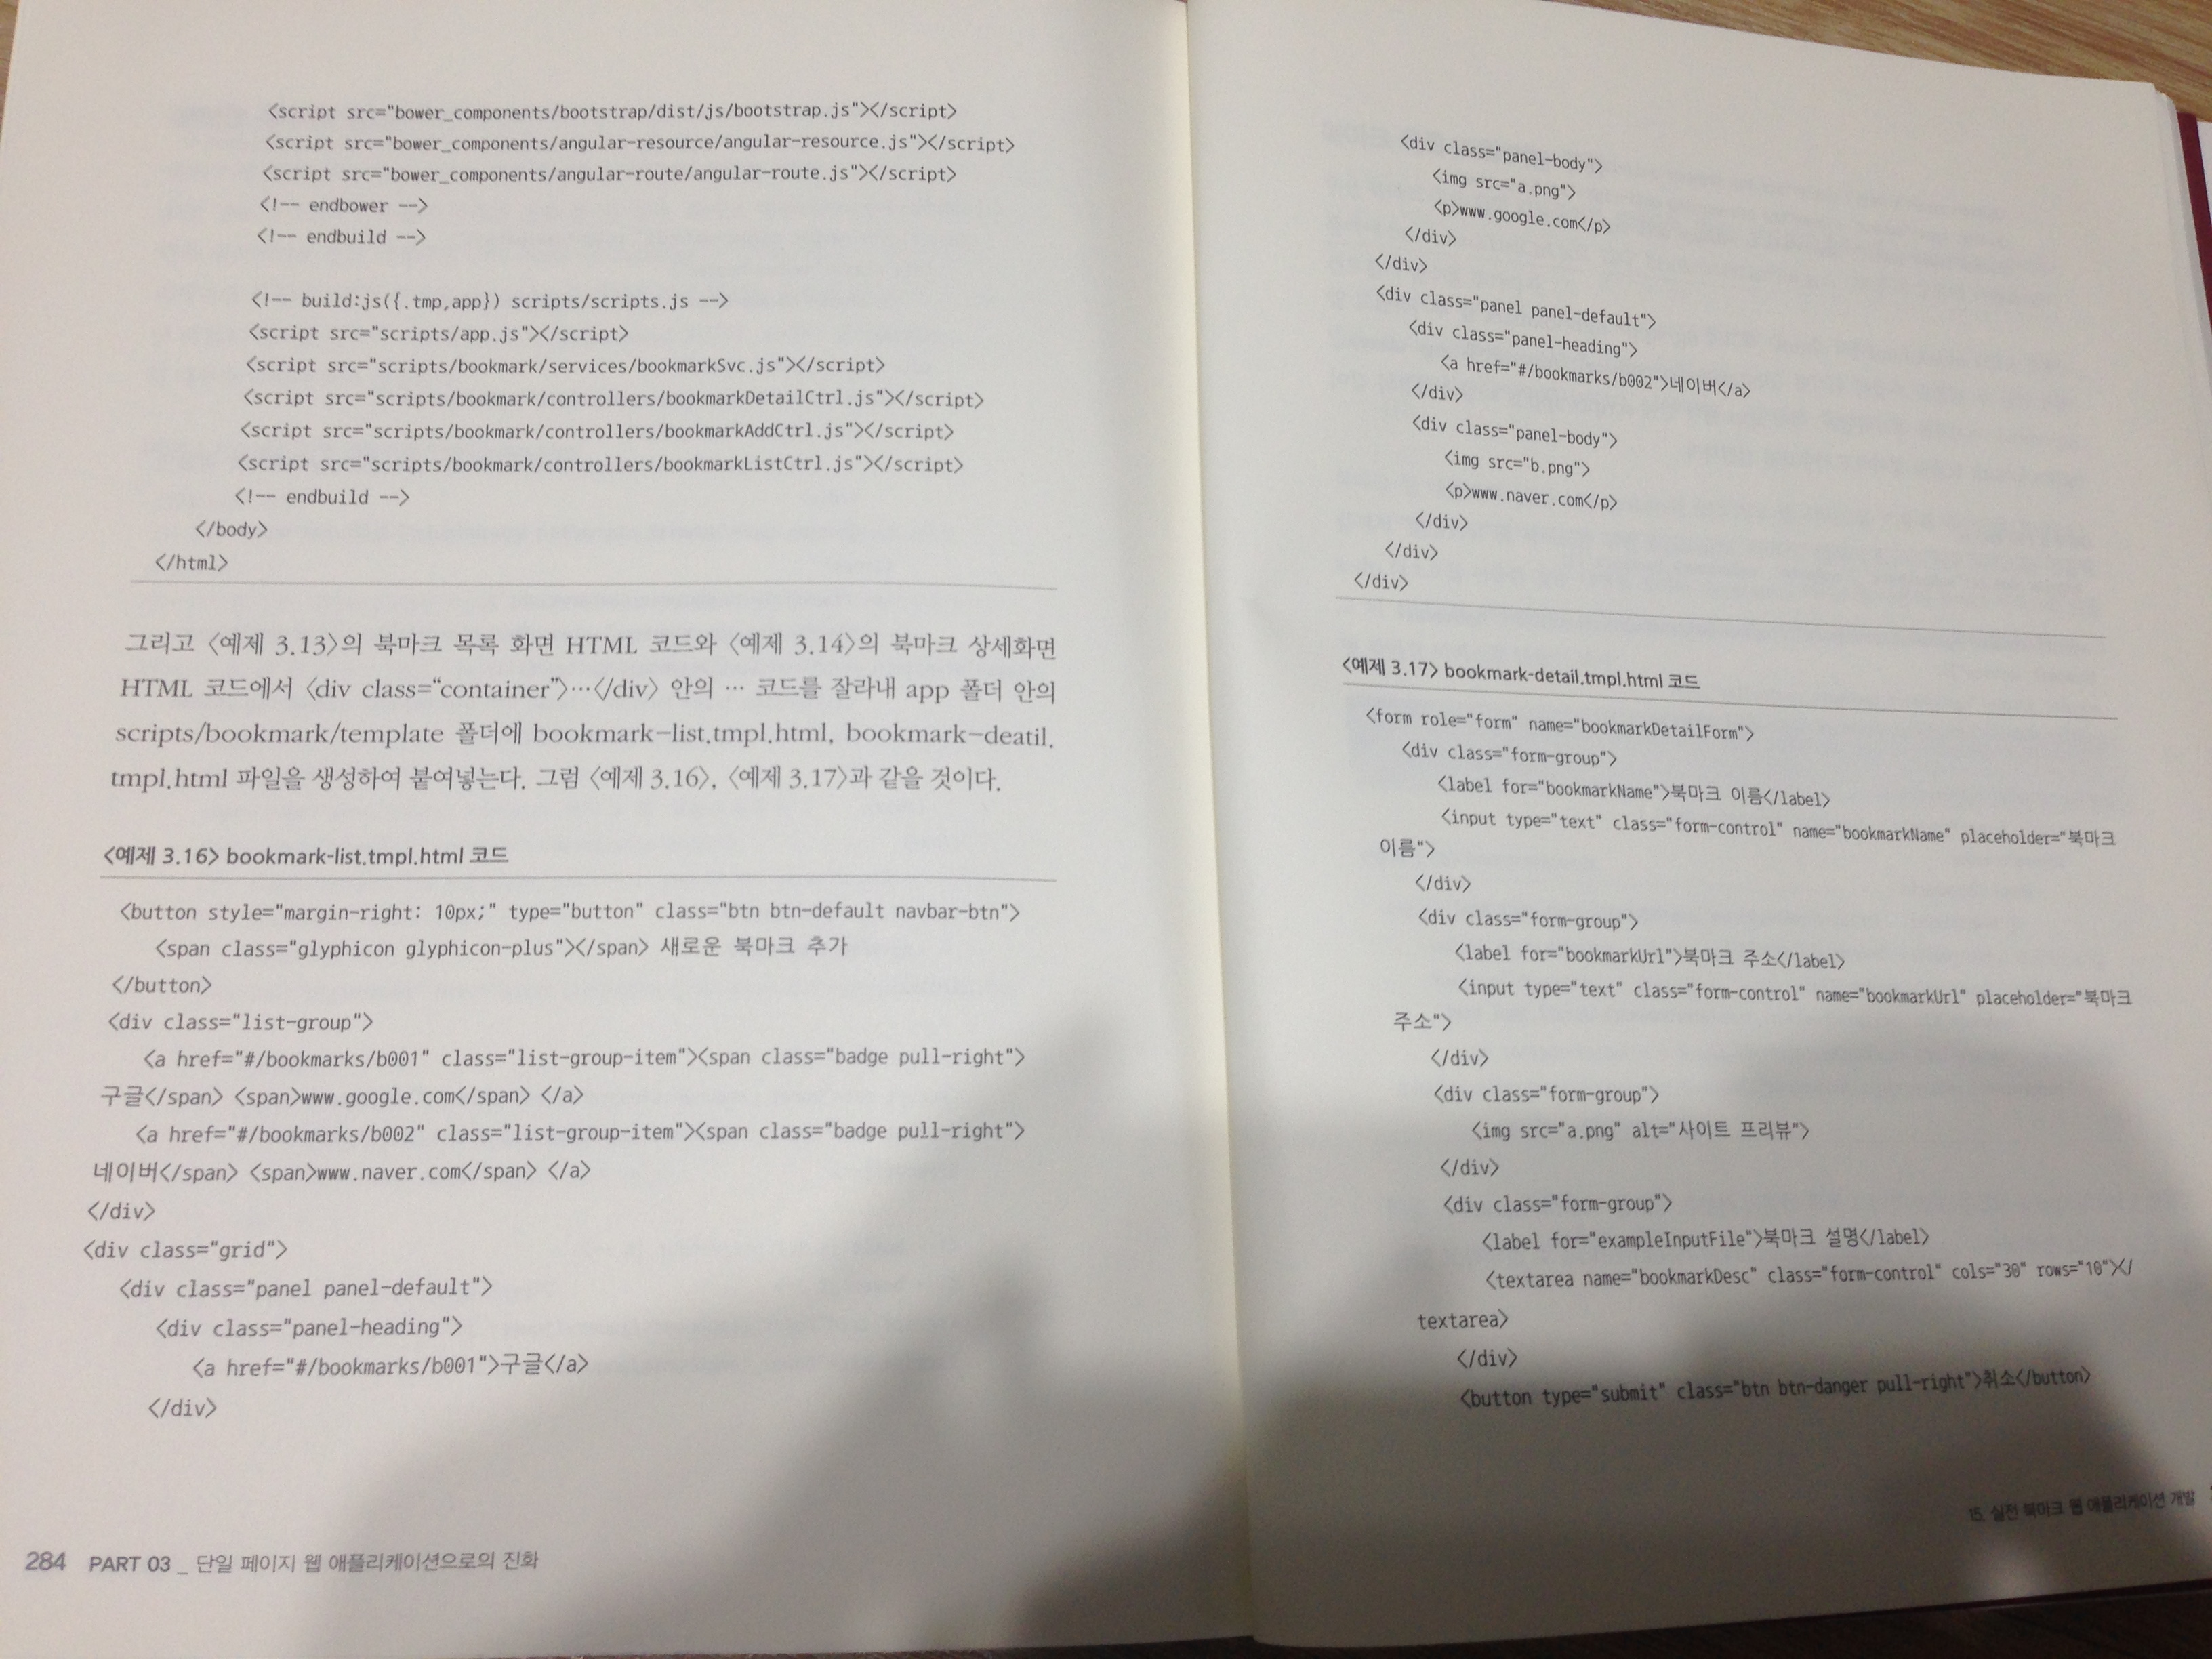 <script src="bower_components/bootstrap/dist/js/bootstrap.js"></script>
<script src="bower_components/angular-resource/angular-resource.js"></script>
<script src="bower_components/angular-route/angular-route.js"></script>
<!-- endbower -->
<!-- endbuild -->
<!-- build:js({.tmp,app}) scripts/scripts.js -->
<script src="scripts/app.js"></script>
<script src="scripts/bookmark/services/bookmarkSvc.js"></script>
<script src="scripts/bookmark/controllers/bookmarkDetailCtrl.js"></script>
<script src="scripts/bookmark/controllers/bookmarkAddCtrl.js"></script>
<script src="scripts/bookmark/controllers/bookmarkListCtrl.js"></script>
<!-- endbuild -->
</body>
</html>
그리고 <예제 3.13>의 북마크 목록 화면 HTML 코드와 <예제 3.14>의 북마크 상세화면
HTML 코드에서 <div class="container">…</div> 안의 … 코드를 잘라내 app 폴더 안의
scripts/bookmark/template 폴더에 bookmark-list.tmpl.html, bookmark-deatil.
tmpl.html 파일을 생성하여 붙여넣는다. 그럼 <예제 3.16>, <예제 3.17>과 같을 것이다.
<예제 3.16> bookmark-list.tmpl.html 코드
<button style="margin-right: 10px;" type="button" class="btn btn-default navbar-btn">
<span class="glyphicon glyphicon-plus"></span> 새로운 북마크 추가
</button>
<div class="list-group">
<a href="#/bookmarks/b001" class="list-group-item"><span class="badge pull-right">
구글</span> <span>www.google.com</span> </a>
<a href="#/bookmarks/b002" class="list-group-item"><span class="badge pull-right">
네이버</span> <span>www.naver.com</span> </a>
</div>
<div class="grid">
<div class="panel panel-default">
<div class="panel-heading">
<a href="#/bookmarks/b001">구글</a>
</div>
284 PART 03 _ 단일 페이지 웹 애플리케이션으로의 진화
<div class="panel-body">
<img src="a.png">
<p>www.google.com</p>
</div>
</div>
<div class="panel panel-default">
<div class="panel-heading">
<a href="#/bookmarks/b002">네이버</a>
</div>
<div class="panel-body">
<img src="b.png">
<p>www.naver.com</p>
</div>
</div>
</div>
<예제 3.17> bookmark-detail.tmpl.html 코드
<form role="form" name="bookmarkDetailForm">
<div class="form-group">
<label for="bookmarkName">북마크 이름</label>
<input type="text" class="form-control" name="bookmarkName" placeholder="북마크
이름">
</div>
<div class="form-group">
<label for="bookmarkUrl">북마크 주소</label>
<input type="text" class="form-control" name="bookmarkUrl" placeholder="북마크
주소">
</div>
<div class="form-group">
<img src="a.png" alt="사이트 프리뷰">
</div>
<div class="form-group">
<label for="exampleInputFile">북마크 설명</label>
<textarea name="bookmarkDesc" class="form-control" cols="30" rows="10"></
textarea>
</div>
<button type="submit" class="btn btn-danger pull-right">취소</button>
15. 실전 북마크 웹 애플리케이션 개발